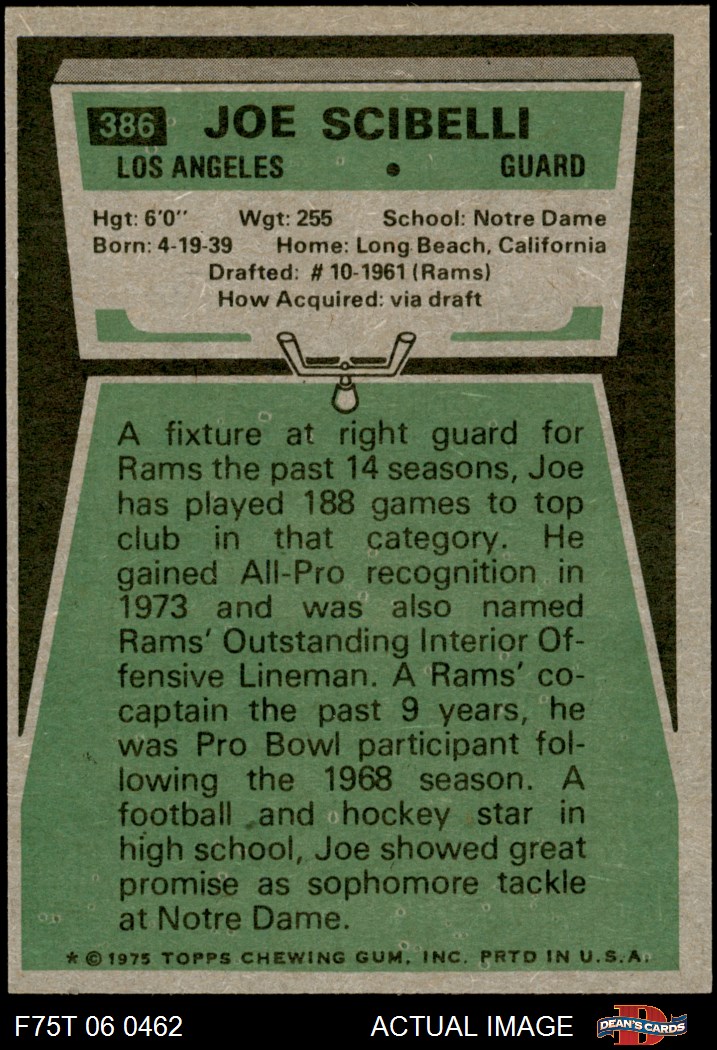 386 JOE SCIBELLI
LOS ANGELES • GUARD
Hgt: 6'0" Wgt: 255 School: Notre Dame
Born: 4-19-39 Home: Long Beach, California
Drafted: # 10-1961 (Rams)
How Acquired: via draft
A fixture at right guard for
Rams the past 14 seasons, Joe
has played 188 games to top
club in that category. He
gained All-Pro recognition in
1973 and was also named
Rams' Outstanding Interior Of-
fensive Lineman. A Rams' co-
captain the past 9 years, he
was Pro Bowl participant fol-
lowing the 1968 season. A
football and hockey star in
high school, Joe showed great
promise as sophomore tackle
at Notre Dame.
* © 1975 TOPPS CHEWING GUM, INC. PRTD IN U.S.A.
F75T 06 0462 ACTUAL IMAGE D DEAN'S CARDS